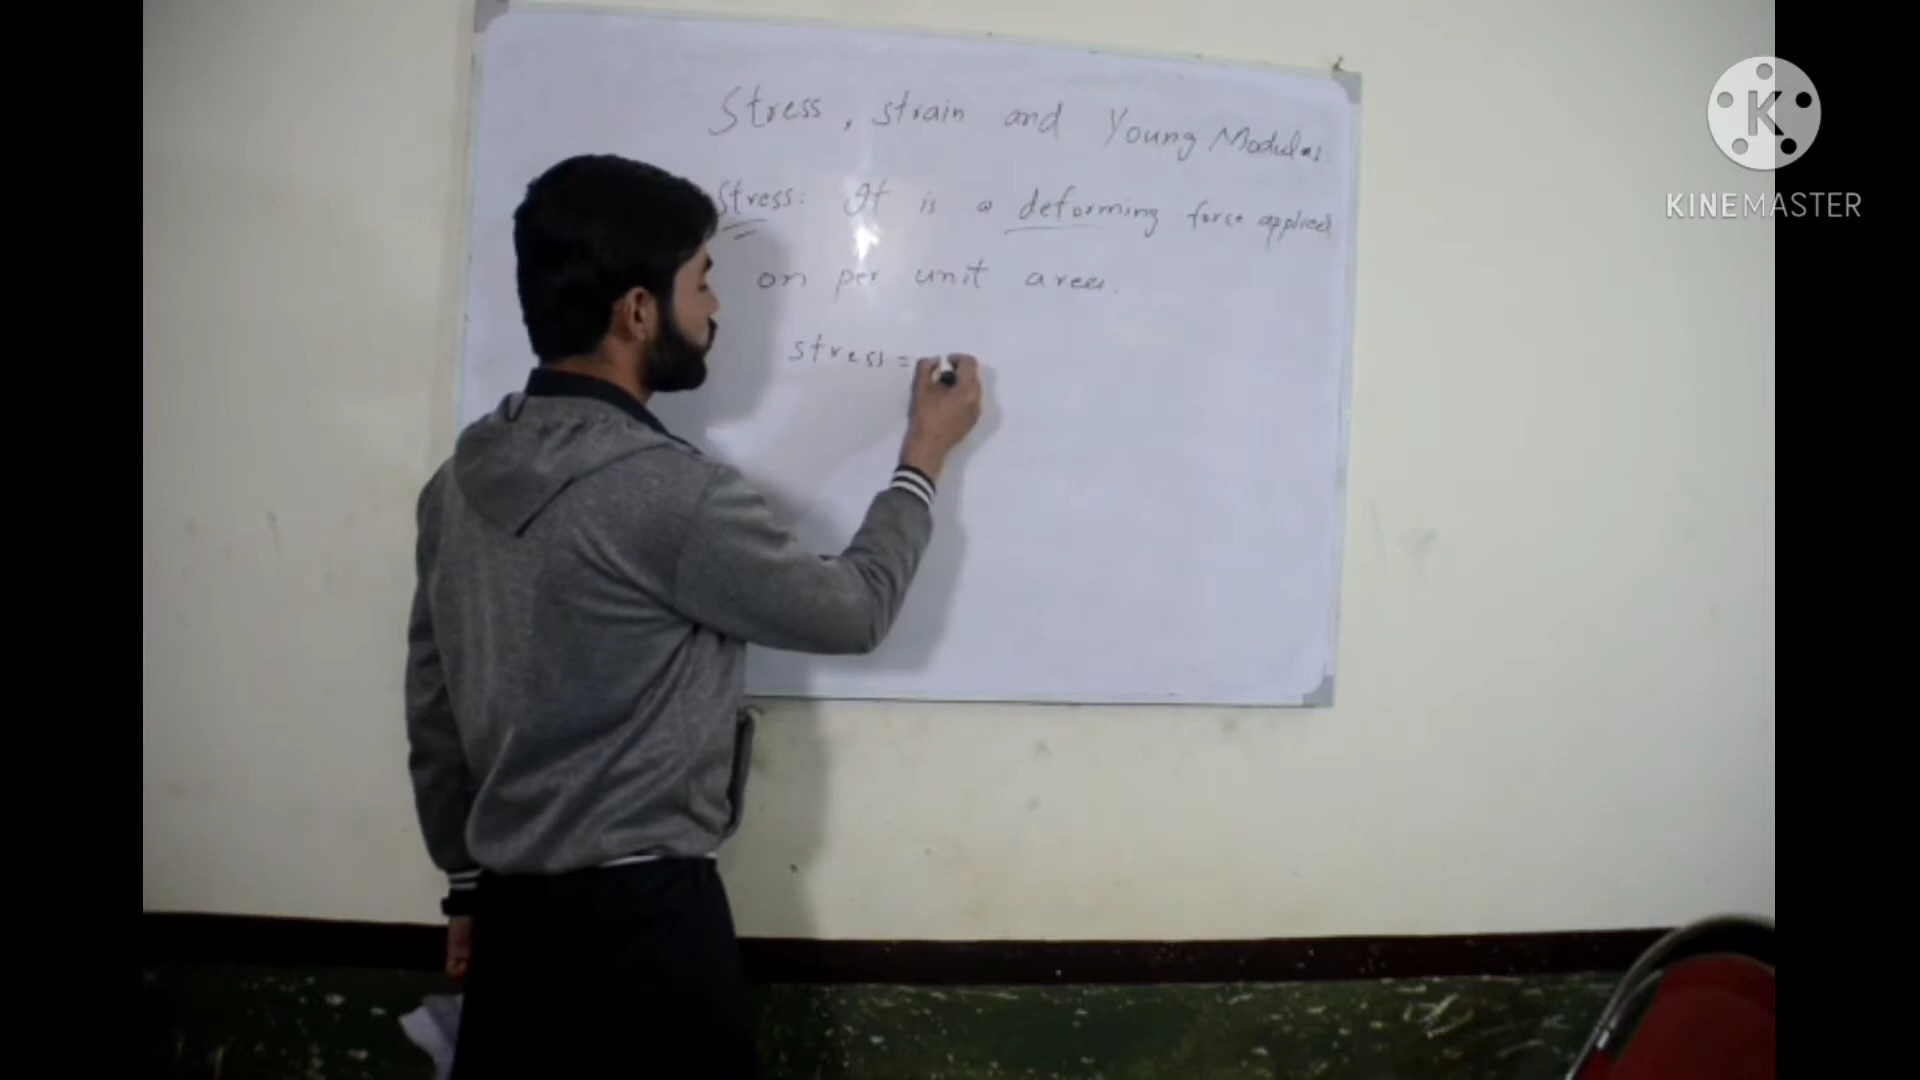 Stress, strain and Young Modulus.
Stress: It is a deforming force applied
on per unit area.
stress =
K
KINEMASTER